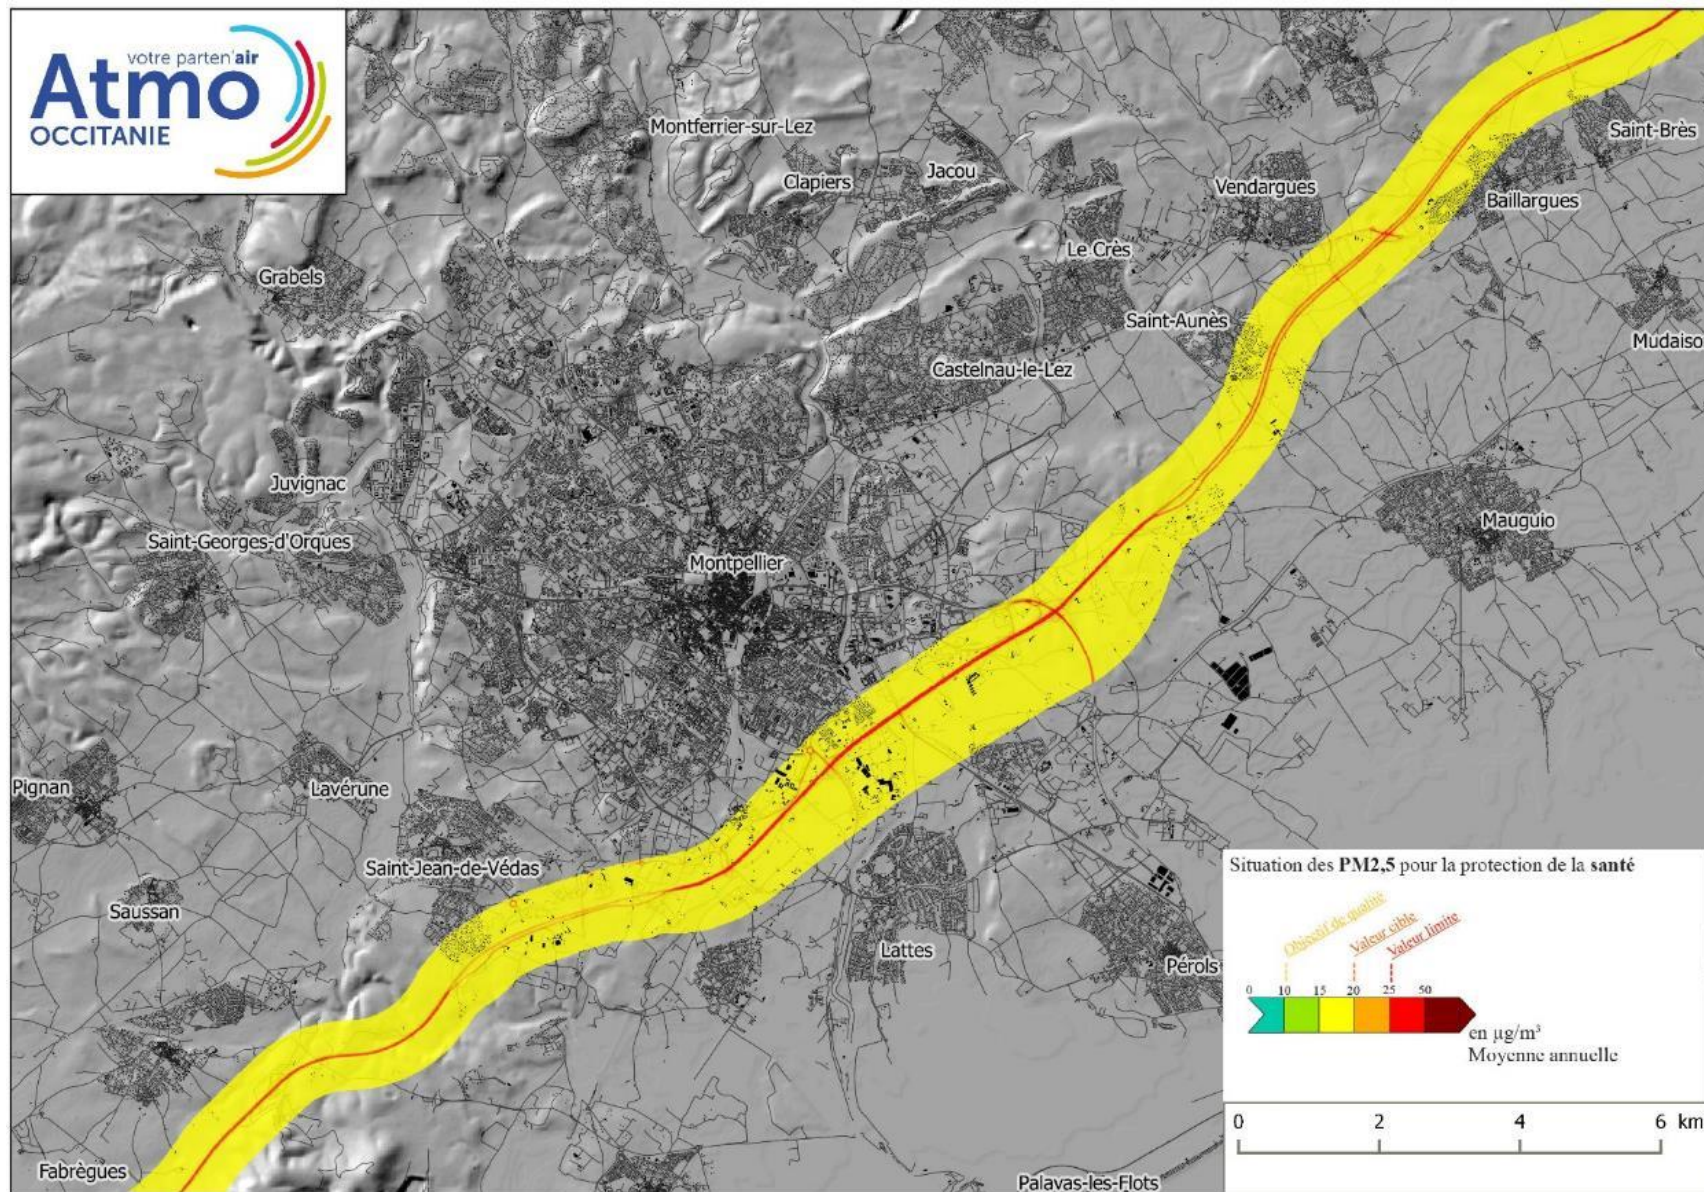 votre parten'air
Atmo
OCCITANIE
Montferrier-sur-Lez
Saint-Brès
Jacou
Clapiers
Vendargues
Baillargues
Le Crès
Grabels
Saint-Aunès
Mudaiso
Castelnau-le-Lez
Juvignac
Mauguio
Saint-Georges-d'Orques
Montpellier
Pignan
Lavérune
Saint-Jean-de-Védas
Saussan
Lattes
Pérols
Fabrègues
Palavas-les-Flots
Situation des PM2,5 pour la protection de la santé
Objectif de qualité
Valeur cible
Valeur limite
0 10 15 20 25 50
en µg/m³
Moyenne annuelle
0 2 4 6 km